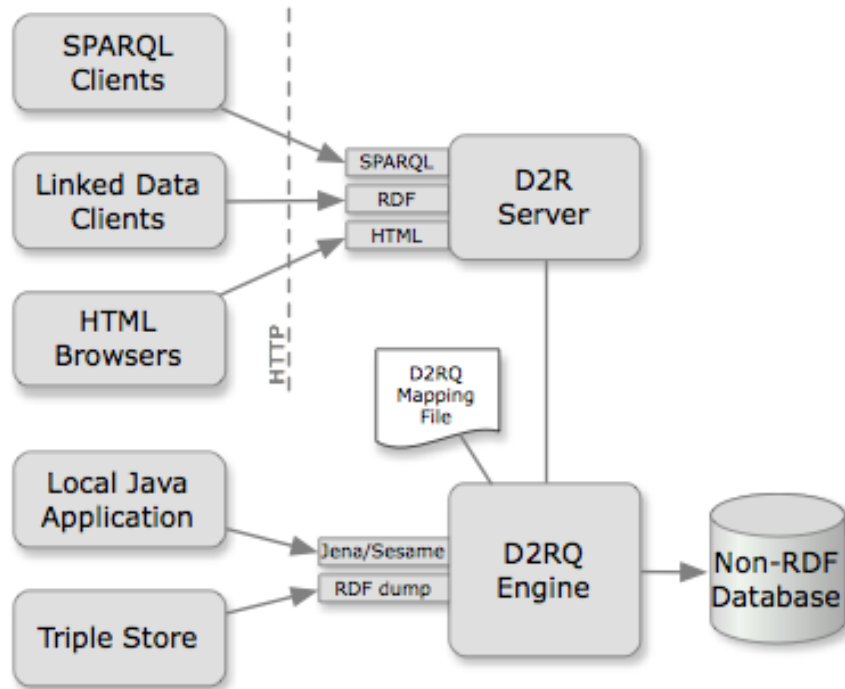 SPARQL
Clients
Linked Data
Clients
HTML
Browsers
HTTP
SPARQL
RDF
HTML
D2R
Server
D2RQ
Mapping
File
Local Java
Application
Triple Store
Jena/Sesame
RDF dump
D2RQ
Engine
Non-RDF
Database